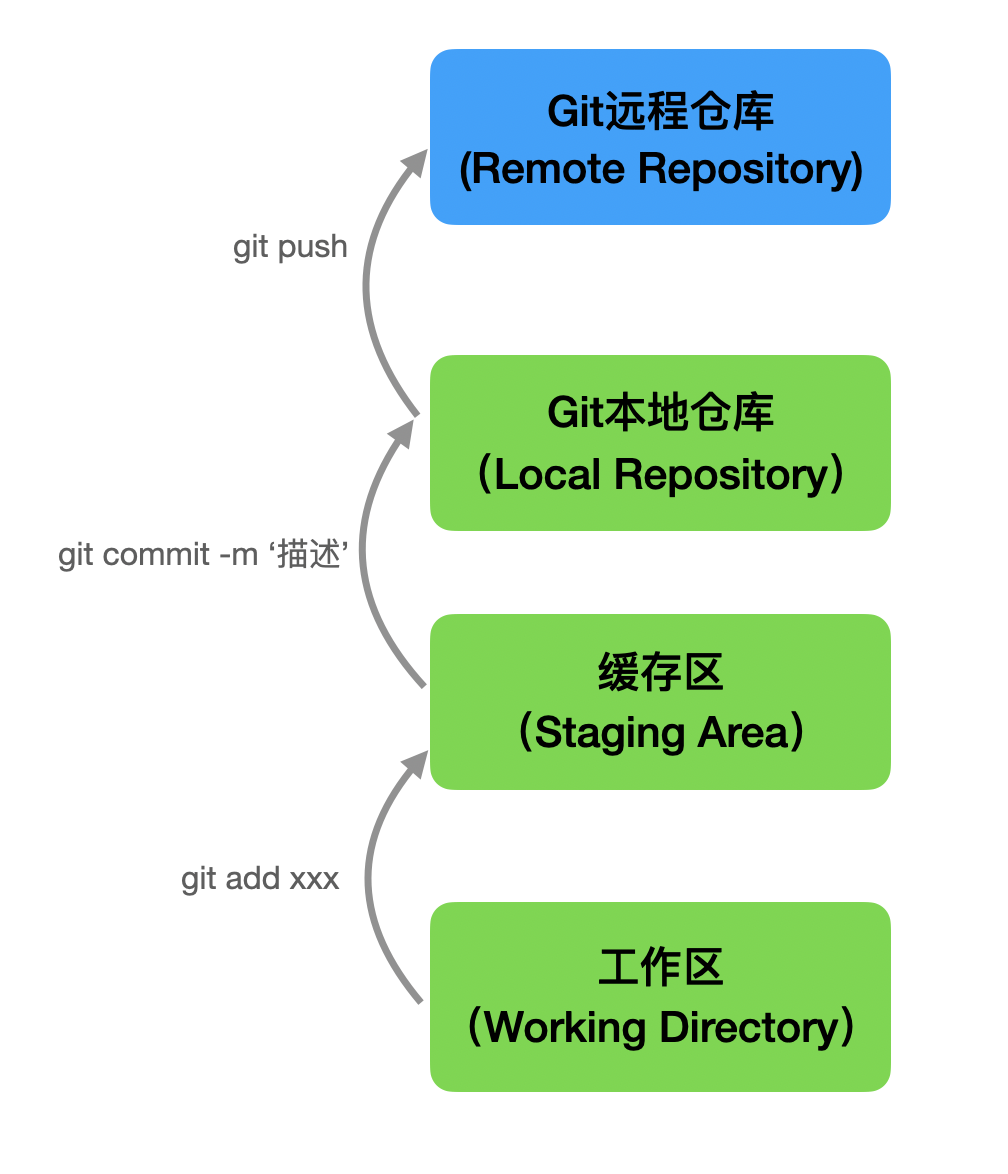 Git远程仓库
(Remote Repository)
git push
Git本地仓库
（Local Repository）
git commit -m ‘描述’
缓存区
（Staging Area）
git add xxx
工作区
（Working Directory）